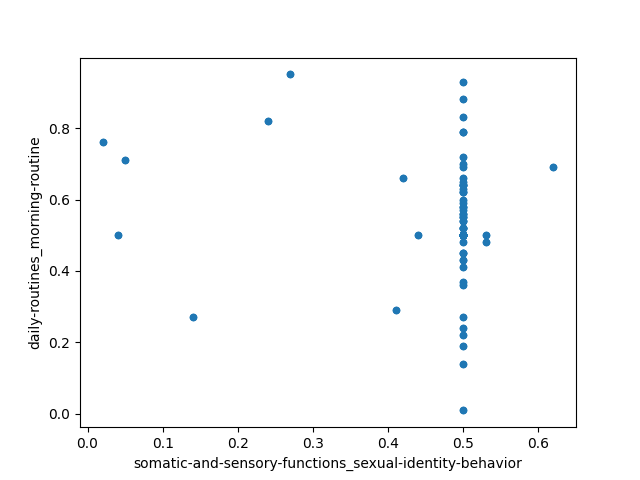 daily-routines_morning-routine
0.8
0.6
0.4
0.2
0.0
0.0 0.1 0.2 0.3 0.4 0.5 0.6
somatic-and-sensory-functions_sexual-identity-behavior